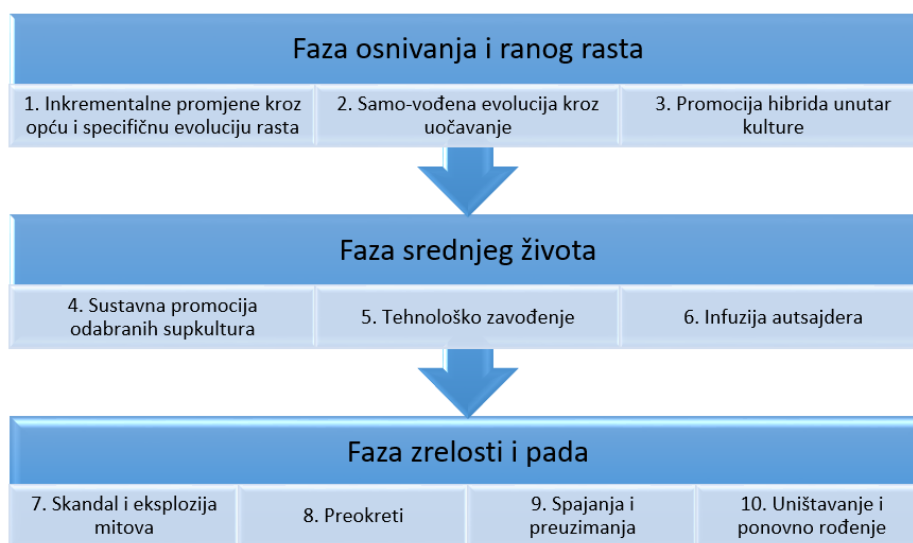 Faza osnivanja i ranog rasta
1. Inkrementalne promjene kroz
opću i specifičnu evoluciju rasta
2. Samo-vođena evolucija kroz
uočavanje
3. Promocija hibrida unutar
kulture
Faza srednjeg života
4. Sustavna promocija
odabranih supkultura
5. Tehnološko zavođenje
6. Infuzija autsajdera
Faza zrelosti i pada
7. Skandal i eksplozija
mitova
8. Preokreti
9. Spajanja i
preuzimanja
10. Uništavanje i
ponovno rođenje